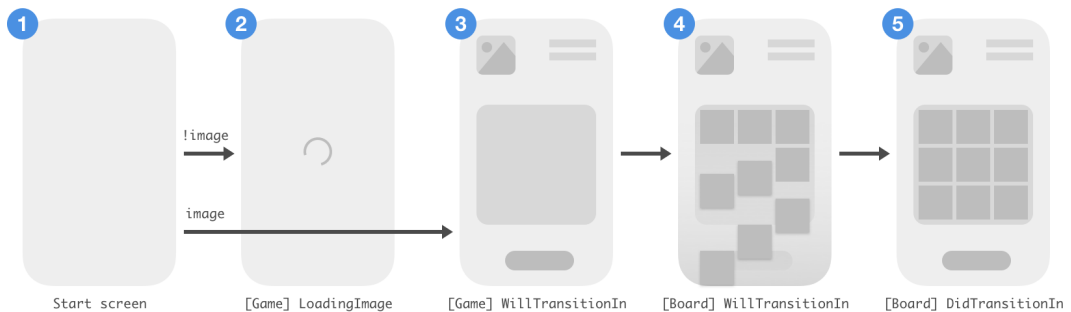 1
2
3
4
5
!image
image
Start screen
[Game] LoadingImage
[Game] WillTransitionIn
[Board] WillTransitionIn
[Board] DidTransitionIn